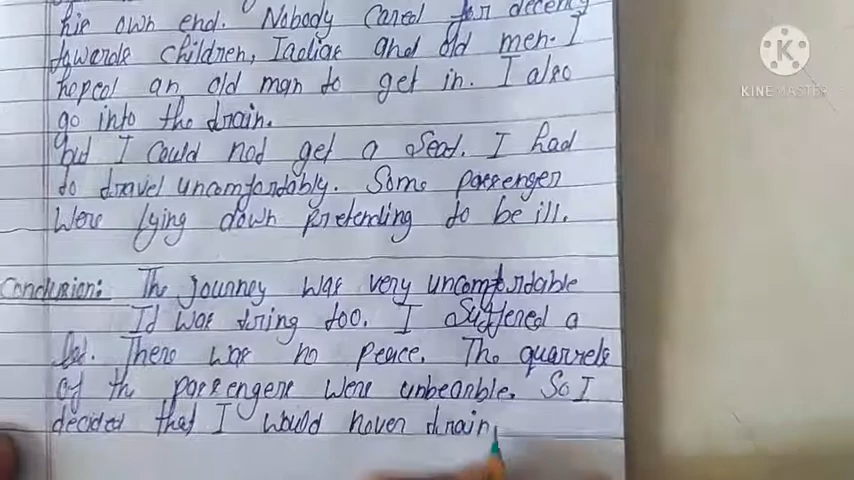 his own end. Nobody cared for decency
towards children, Ladies and old men. I
helped an old man to get in. I also
go into the train.
but I could not get a Seat. I had
to travel uncomfortably. Some passenger
were lying down pretending to be ill.
Conclusion: The journey was very uncomfortable
It was tiring too. I suffered a
lot. There was no peace. The quarrels
of th passengers were unbearble. So I
decided that I would never train
KINEMASTER